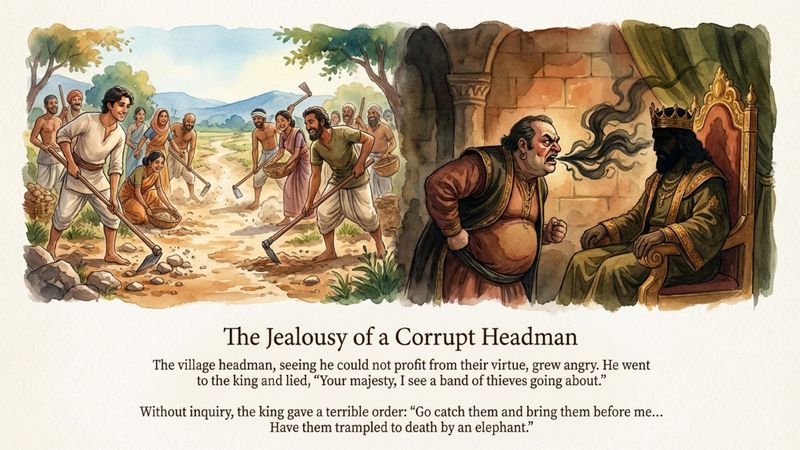 The Jealousy of a Corrupt Headman
The village headman, seeing he could not profit from their virtue, grew angry. He went
to the king and lied, “Your majesty, I see a band of thieves going about.”
Without inquiry, the king gave a terrible order: “Go catch them and bring them before me…
Have them trampled to death by an elephant.”